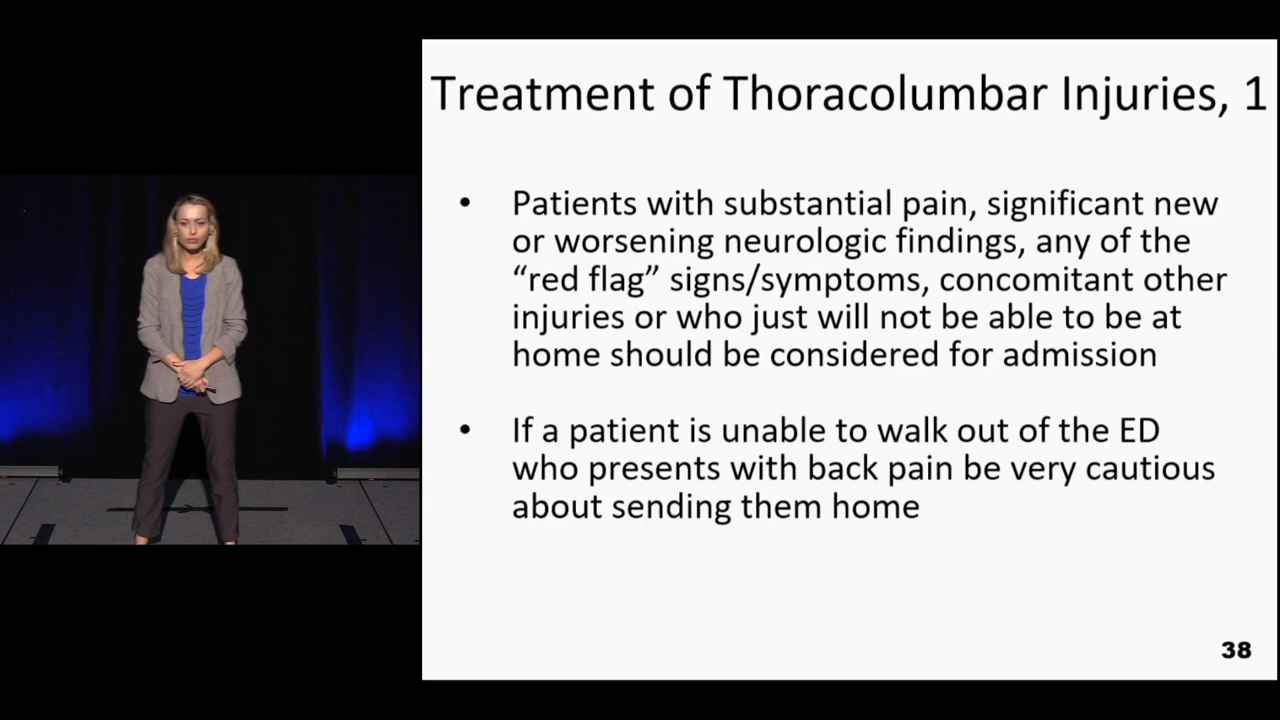 Treatment of Thoracolumbar Injuries, 1
• Patients with substantial pain, significant new
or worsening neurologic findings, any of the
“red flag” signs/symptoms, concomitant other
injuries or who just will not be able to be at
home should be considered for admission
• If a patient is unable to walk out of the ED
who presents with back pain be very cautious
about sending them home
38